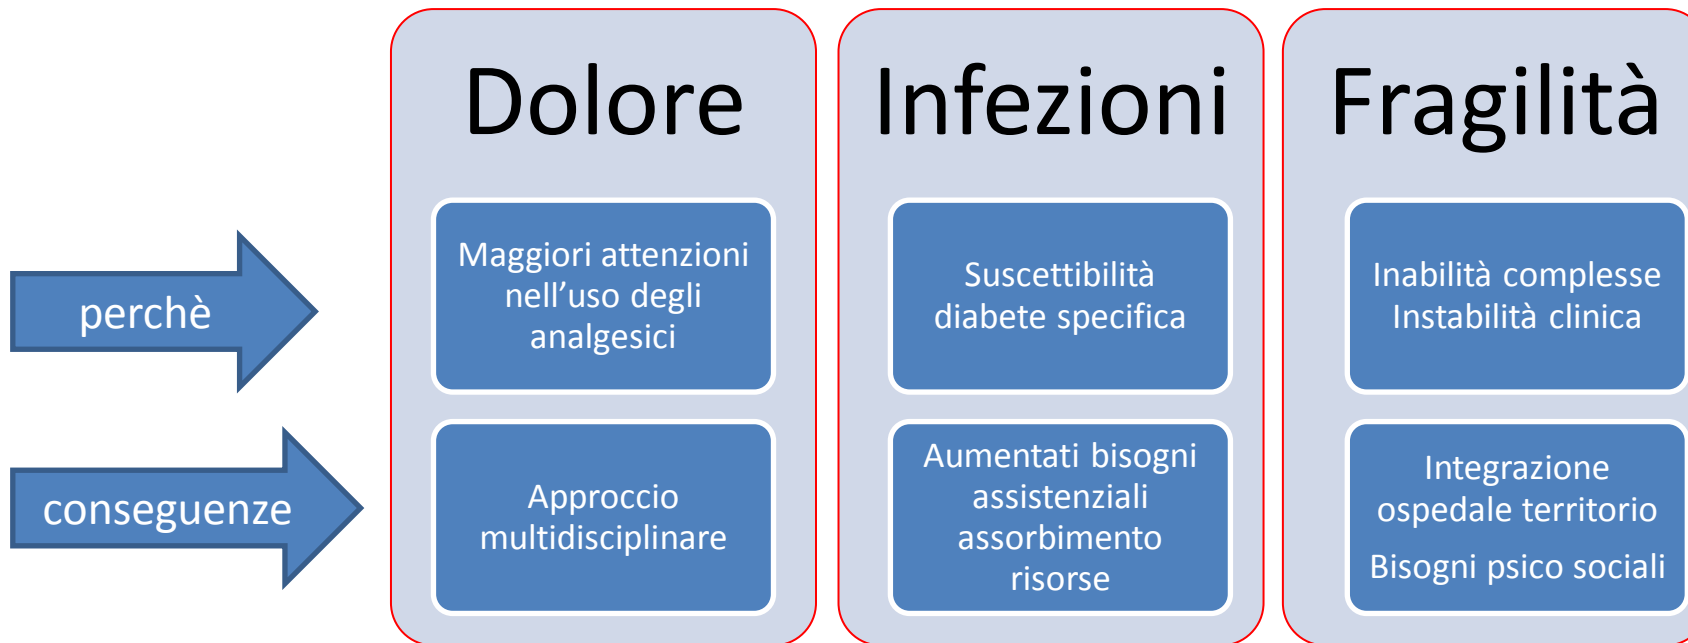 Dolore
Infezioni
Fragilità
perchè
Maggiori attenzioni
nell’uso degli
analgesici
Suscettibilità
diabete specifica
Inabilità complesse
Instabilità clinica
conseguenze
Approccio
multidisciplinare
Aumentati bisogni
assistenziali
assorbimento
risorse
Integrazione
ospedale territorio
Bisogni psico sociali